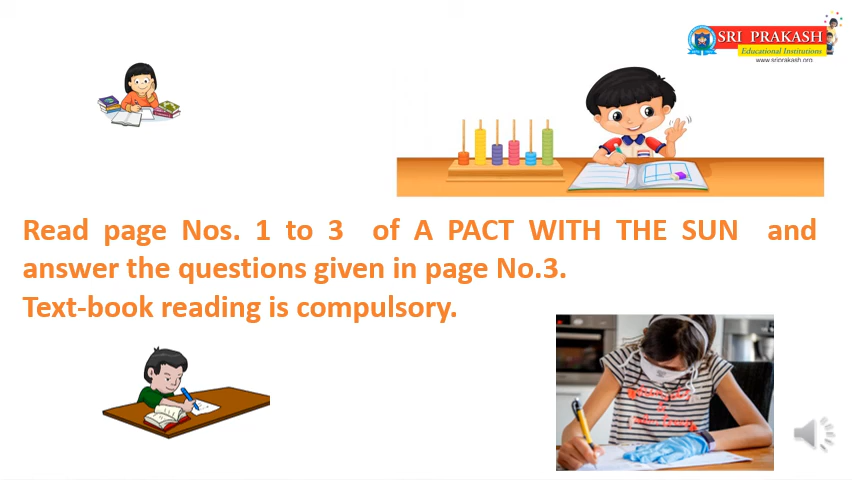 SRI PRAKASH
Educational Institutions
www.sriprakash.org
Read page Nos. 1 to 3 of A PACT WITH THE SUN and
answer the questions given in page No.3.
Text-book reading is compulsory.